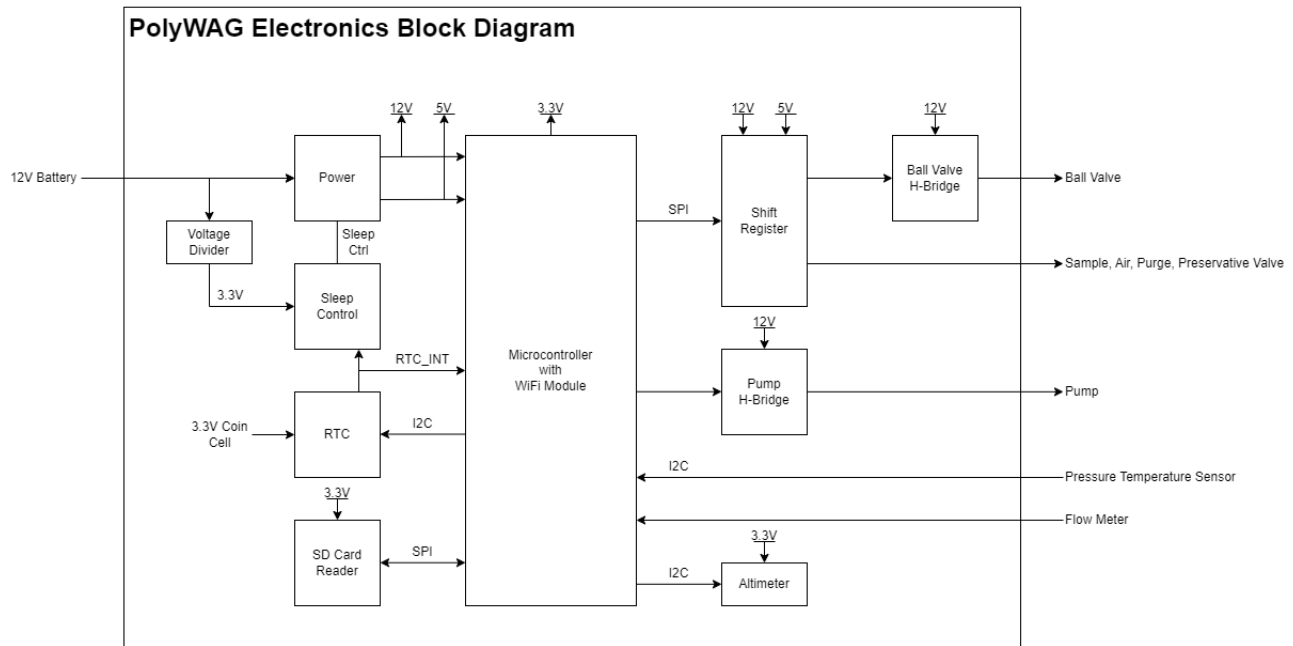 PolyWAG Electronics Block Diagram
12V
5V
3.3V
12V
5V
12V
12V Battery
Power
Ball Valve
H-Bridge
Ball Valve
SPI
Shift
Register
Voltage
Divider
Sleep
Ctrl
Sample, Air, Purge, Preservative Valve
3.3V
Sleep
Control
12V
RTC_INT
Microcontroller
with
WiFi Module
Pump
H-Bridge
Pump
3.3V Coin
Cell
RTC
I2C
I2C
Pressure Temperature Sensor
3.3V
Flow Meter
SD Card
Reader
SPI
3.3V
I2C
Altimeter